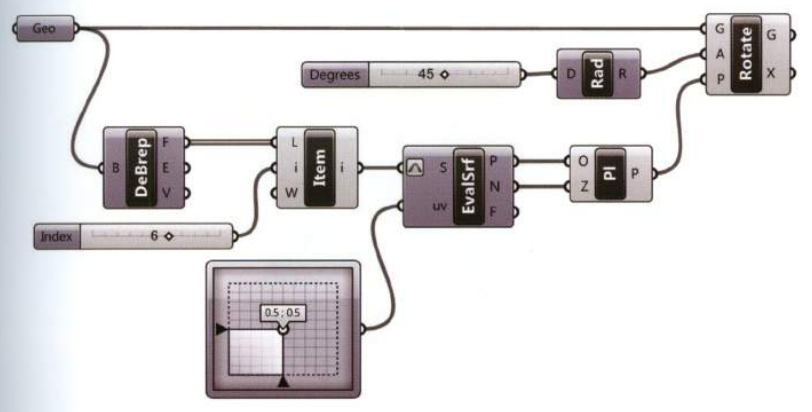 Geo
G
A
P
Rotate
G
X
Degrees
45
D
Rad
R
B
DeBrep
F
E
V
L
i
W
Item
i
S
uv
EvalSrf
P
N
F
O
Z
Pl
P
Index
6
0.5 ; 0.5